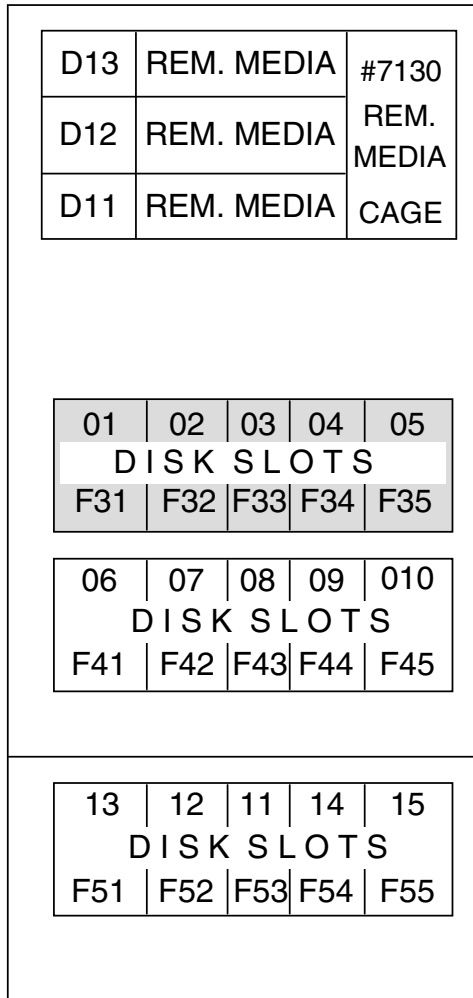 D13 REM. MEDIA #7130
REM.
D12 REM. MEDIA MEDIA
D11 REM. MEDIA CAGE
01 02 03 04 05
DISK SLOTS
F31 F32 F33 F34 F35
06 07 08 09 010
DISK SLOTS
F41 F42 F43 F44 F45
13 12 11 14 15
DISK SLOTS
F51 F52 F53 F54 F55